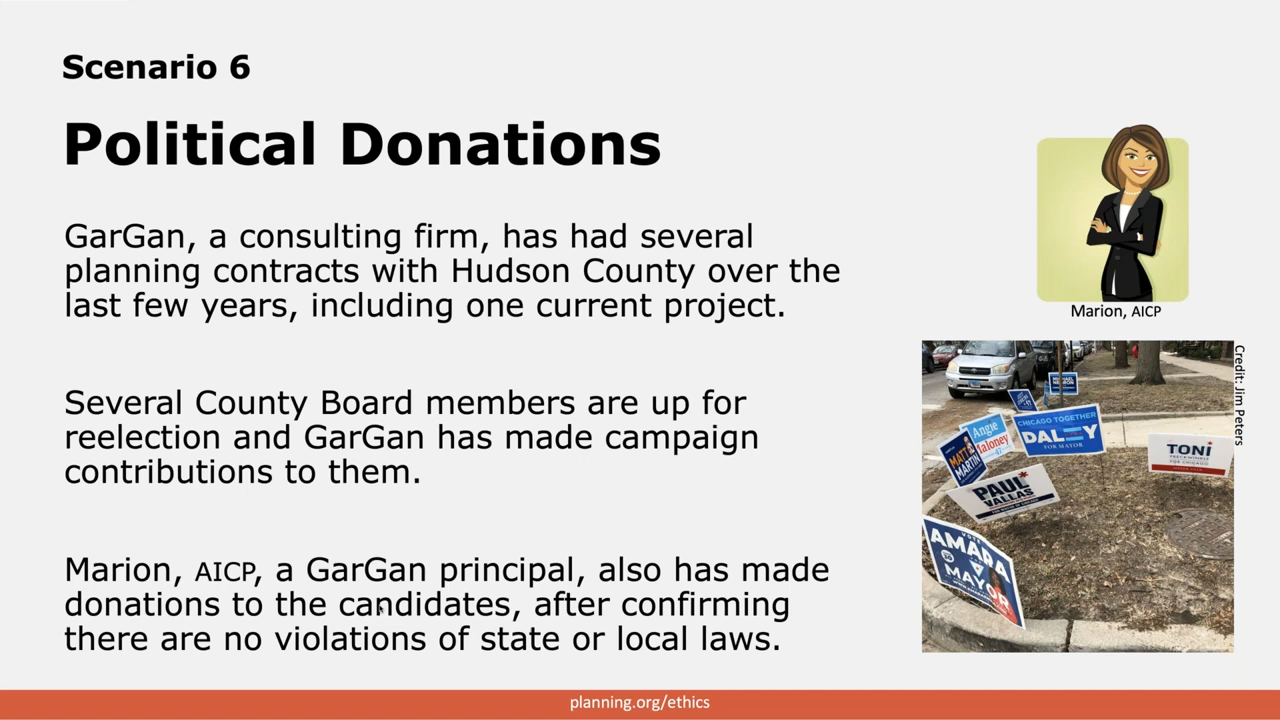 Scenario 6
Political Donations
GarGan, a consulting firm, has had several
planning contracts with Hudson County over the
last few years, including one current project.
Several County Board members are up for
reelection and GarGan has made campaign
contributions to them.
Marion, AICP, a GarGan principal, also has made
donations to the candidates, after confirming
there are no violations of state or local laws.
Marion, AICP
Credit: Jim Peters
CHICAGO TOGETHER
DALEY
FOR MAYOR
Angie
Maloney
MATT
MARTIN
TONI
PAUL
VALLAS
AMARA
MAYOR
planning.org/ethics